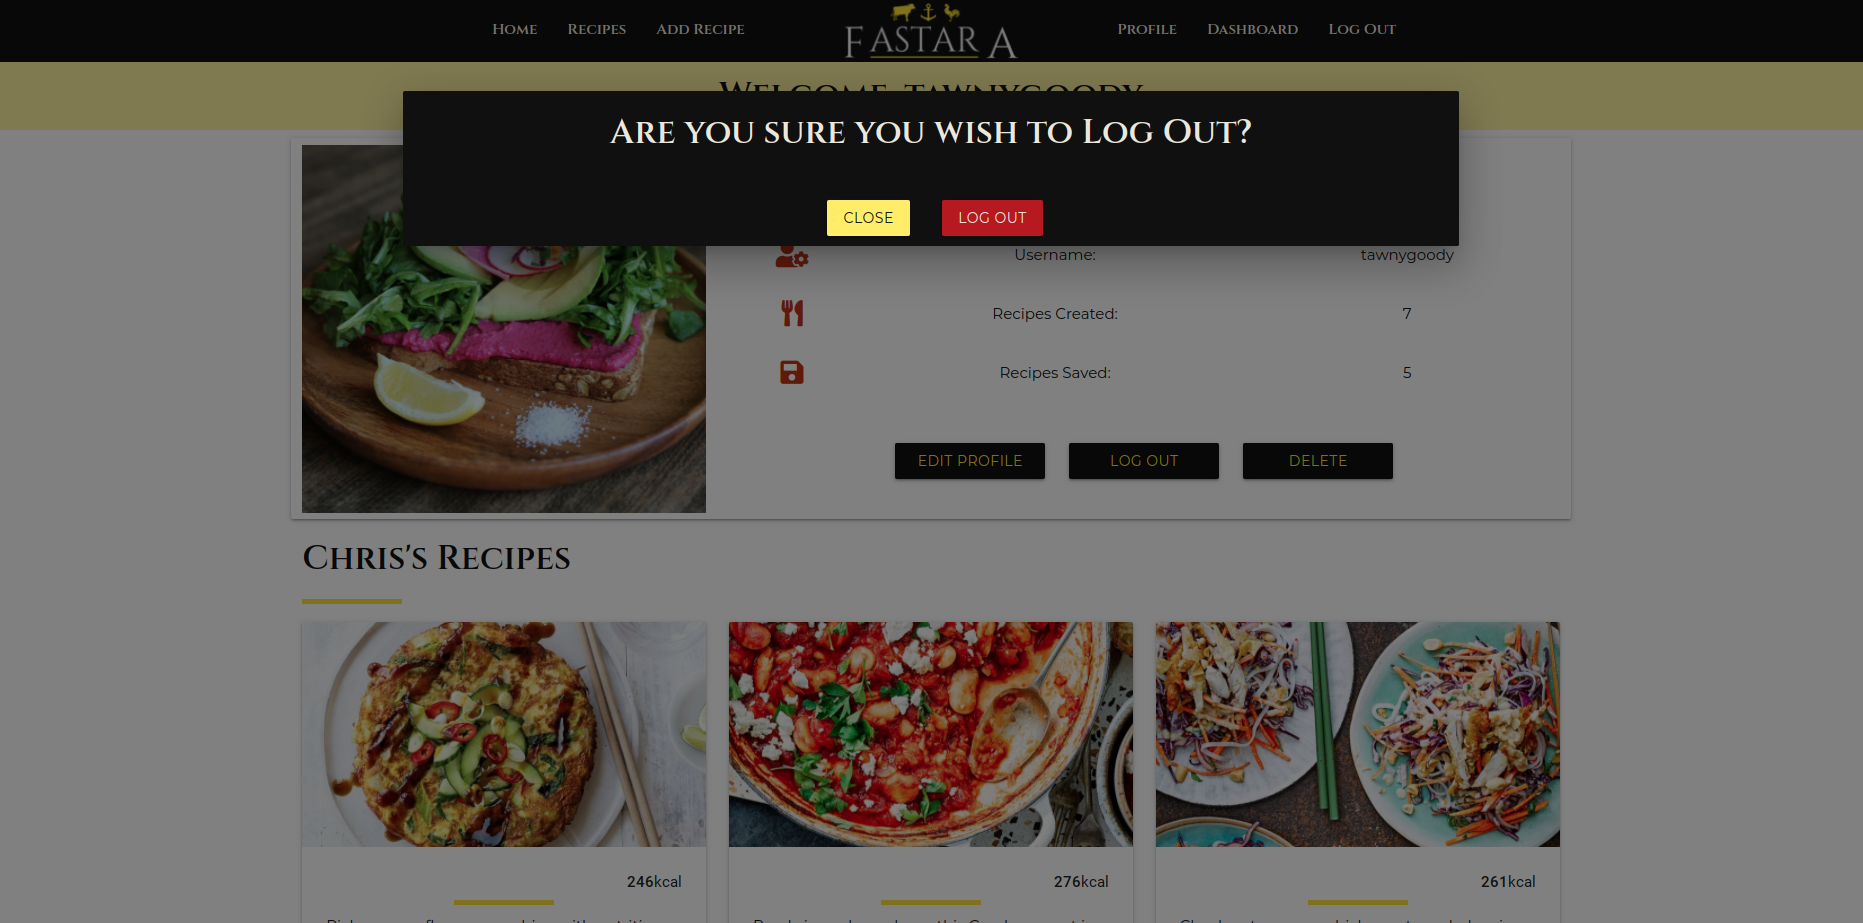 Home Recipes Add Recipe FASTARA Profile Dashboard Log Out
Welcome, tawnygoody
Are you sure you wish to Log Out?
CLOSE LOG OUT
Username: tawnygoody
Recipes Created: 7
Recipes Saved: 5
EDIT PROFILE LOG OUT DELETE
Chris's Recipes
246kcal 276kcal 261kcal